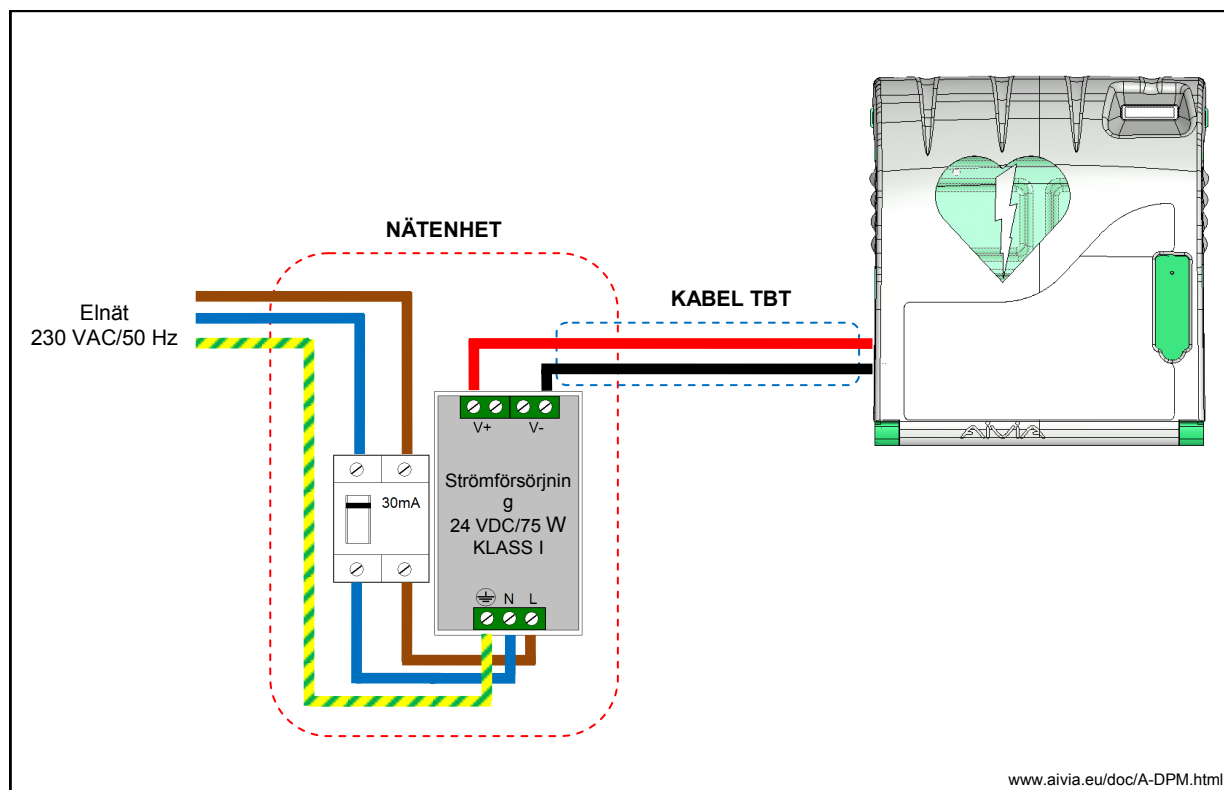 NÄTENHET
Elnät
230 VAC/50 Hz
KABEL TBT
V+ V-
30mA
Strömförsörjnin
g
24 VDC/75 W
KLASS I
N L
AIVIA
www.aivia.eu/doc/A-DPM.html